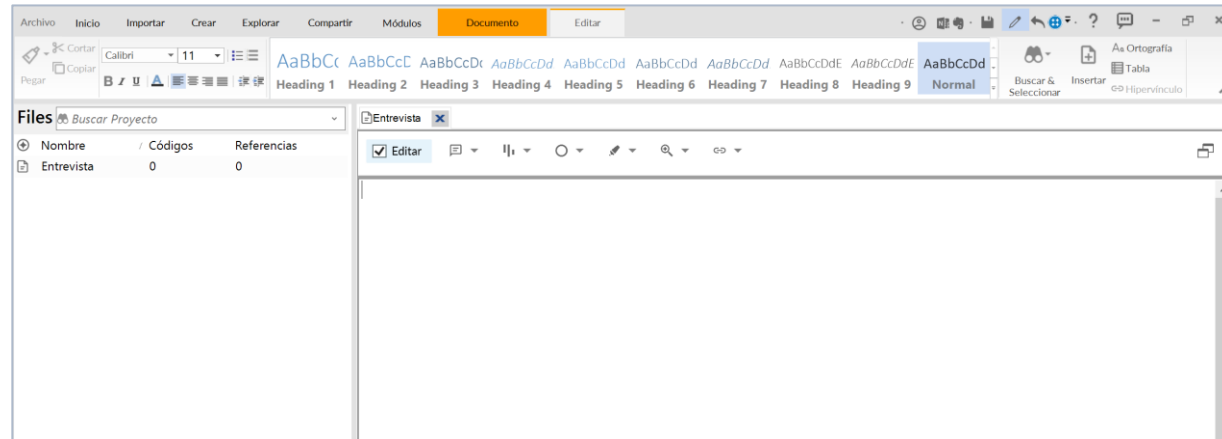 Archivo Inicio Importar Crear Explorar Compartir Módulos Documento Editar
Cortar
Copiar
Pegar
Calibri 11
B I U A
AaBbCc AaBbCcD AaBbCcDc AaBbCcDd AaBbCcDd AaBbCcDd AaBbCcDd AaBbCcDdE AaBbCcDdE AaBbCcDd
Heading 1 Heading 2 Heading 3 Heading 4 Heading 5 Heading 6 Heading 7 Heading 8 Heading 9 Normal
Buscar &
Seleccionar
Insertar
Ortografía
Tabla
Hipervínculo
Files Buscar Proyecto
Nombre / Códigos Referencias
Entrevista 0 0
Entrevista
Editar